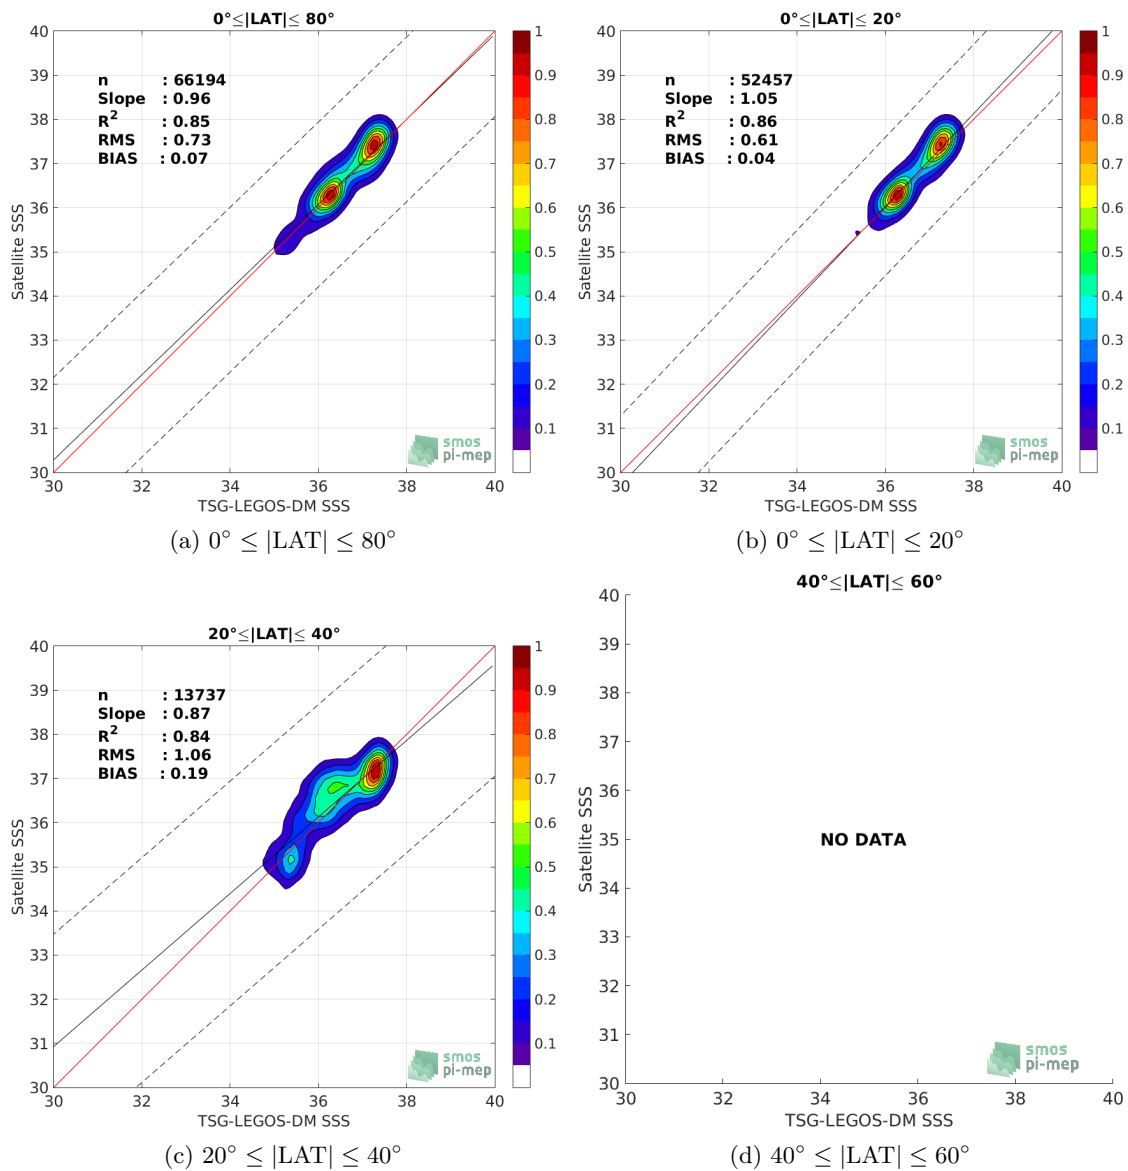 0°≤|LAT|≤ 80°
40
39
38
37
36
35
34
33
32
31
30
30 32 34 36 38 40
Satellite SSS
TSG-LEGOS-DM SSS
n : 66194
Slope : 0.96
R² : 0.85
RMS : 0.73
BIAS : 0.07
1
0.9
0.8
0.7
0.6
0.5
0.4
0.3
0.2
0.1
smos
pi-mep
(a) 0° ≤ |LAT| ≤ 80°
0°≤|LAT|≤ 20°
40
39
38
37
36
35
34
33
32
31
30
30 32 34 36 38 40
Satellite SSS
TSG-LEGOS-DM SSS
n : 52457
Slope : 1.05
R² : 0.86
RMS : 0.61
BIAS : 0.04
1
0.9
0.8
0.7
0.6
0.5
0.4
0.3
0.2
0.1
smos
pi-mep
(b) 0° ≤ |LAT| ≤ 20°
20°≤|LAT|≤ 40°
40
39
38
37
36
35
34
33
32
31
30
30 32 34 36 38 40
Satellite SSS
TSG-LEGOS-DM SSS
n : 13737
Slope : 0.87
R² : 0.84
RMS : 1.06
BIAS : 0.19
1
0.9
0.8
0.7
0.6
0.5
0.4
0.3
0.2
0.1
smos
pi-mep
(c) 20° ≤ |LAT| ≤ 40°
40°≤|LAT|≤ 60°
40
39
38
37
36
35
34
33
32
31
30
30 32 34 36 38 40
Satellite SSS
TSG-LEGOS-DM SSS
NO DATA
smos
pi-mep
(d) 40° ≤ |LAT| ≤ 60°